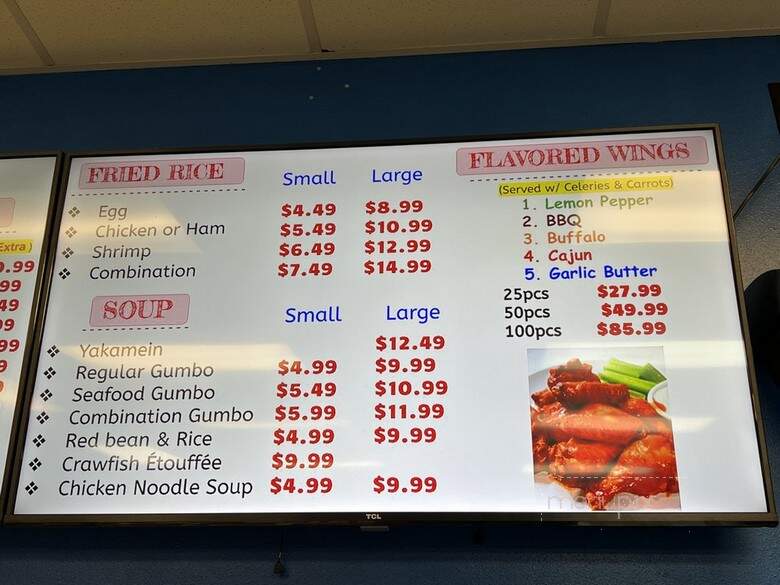 Extra)
.99
99
49
99
FRIED RICE Small Large
❖ Egg $4.49 $8.99
❖ Chicken or Ham $5.49 $10.99
❖ Shrimp $6.49 $12.99
❖ Combination $7.49 $14.99
SOUP Small Large
❖ Yakamein $12.49
❖ Regular Gumbo $4.99 $9.99
❖ Seafood Gumbo $5.49 $10.99
❖ Combination Gumbo $5.99 $11.99
❖ Red bean & Rice $4.99 $9.99
❖ Crawfish Étouffée $9.99
❖ Chicken Noodle Soup $4.99 $9.99
FLAVORED WINGS
(Served w/ Celeries & Carrots)
1. Lemon Pepper
2. BBQ
3. Buffalo
4. Cajun
5. Garlic Butter
25pcs $27.99
50pcs $49.99
100pcs $85.99
TCL